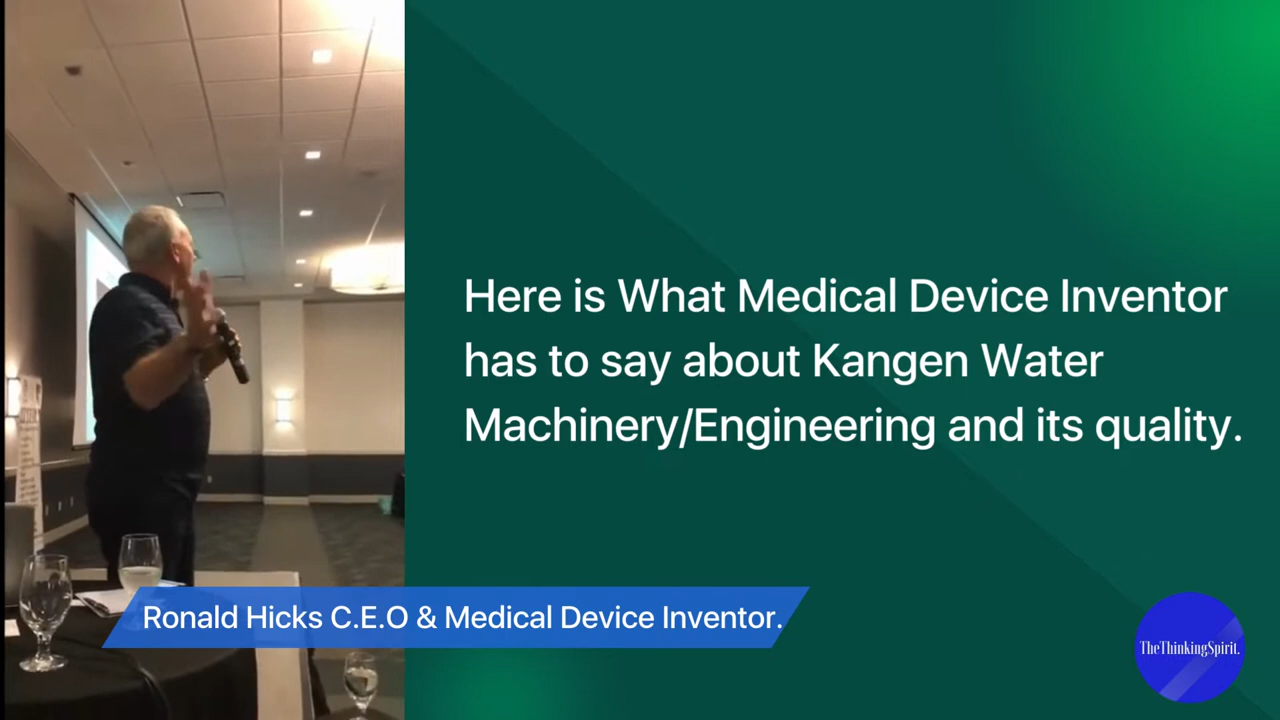 Here is What Medical Device Inventor
has to say about Kangen Water
Machinery/Engineering and its quality.
Ronald Hicks C.E.O & Medical Device Inventor.
TheThinkingSpirit.